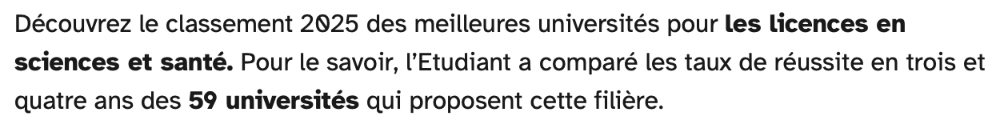 Découvrez le classement 2025 des meilleures universités pour les licences en
sciences et santé. Pour le savoir, l’Etudiant a comparé les taux de réussite en trois et
quatre ans des 59 universités qui proposent cette filière.